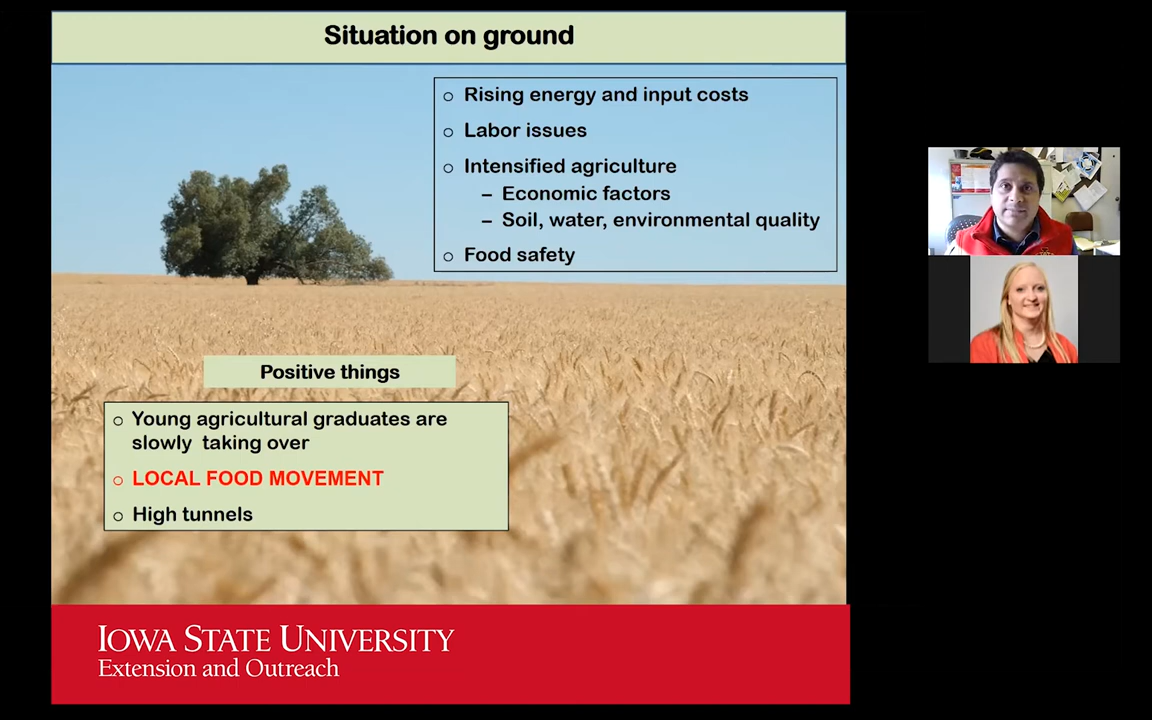 Situation on ground
○ Rising energy and input costs
○ Labor issues
○ Intensified agriculture
– Economic factors
– Soil, water, environmental quality
○ Food safety
Positive things
○ Young agricultural graduates are
slowly taking over
○ LOCAL FOOD MOVEMENT
○ High tunnels
IOWA STATE UNIVERSITY
Extension and Outreach